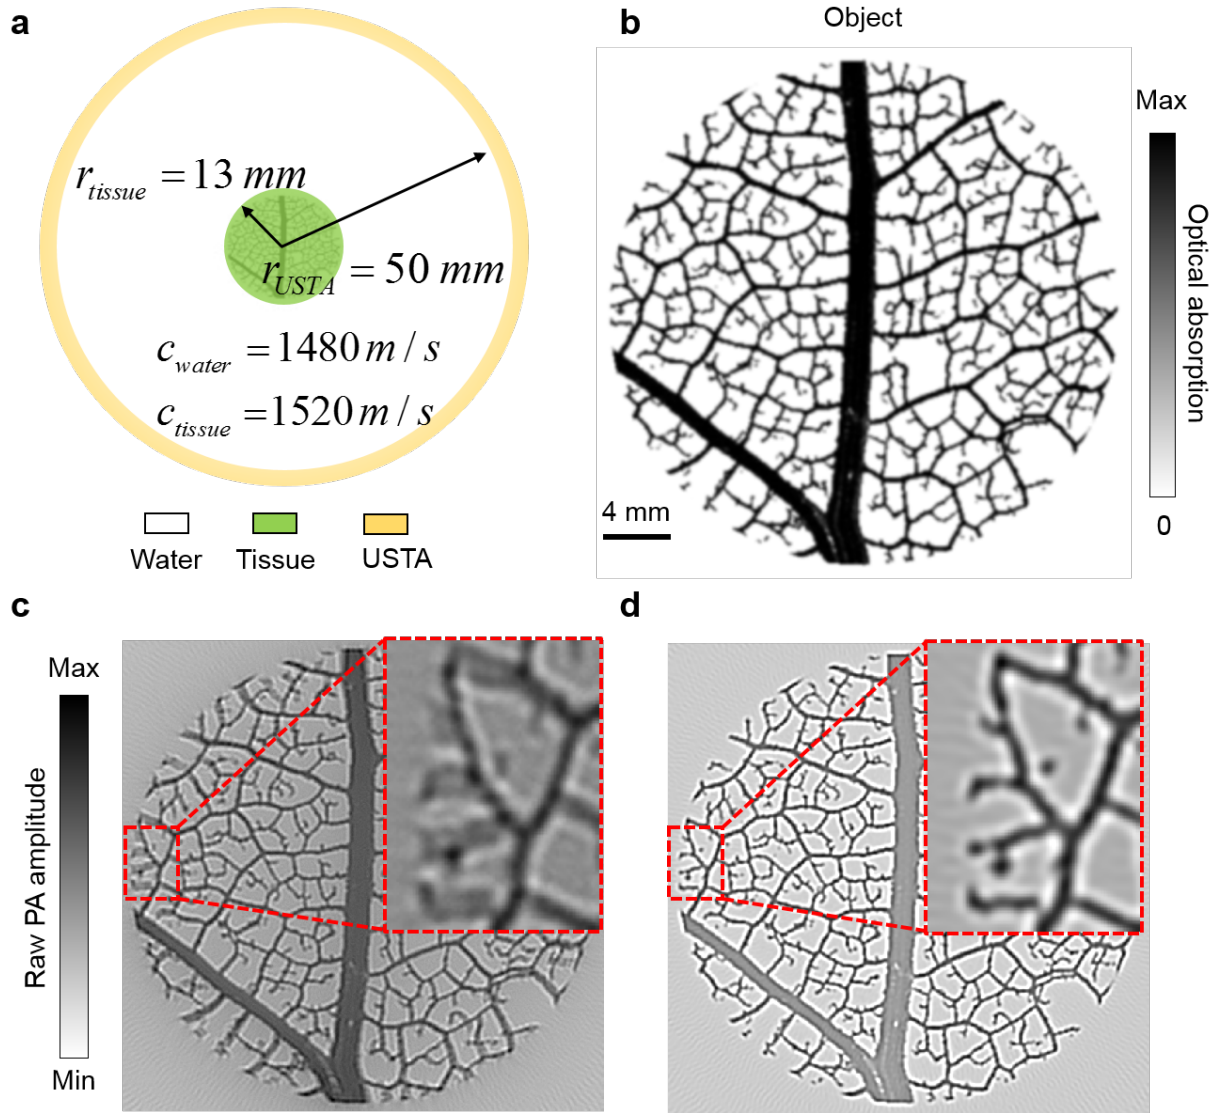 a
r_tissue = 13 mm
r_USTA = 50 mm
c_water = 1480 m / s
c_tissue = 1520 m / s
Water Tissue USTA
b
Object
4 mm
Max
Optical absorption
0
c
Max
Raw PA amplitude
Min
d